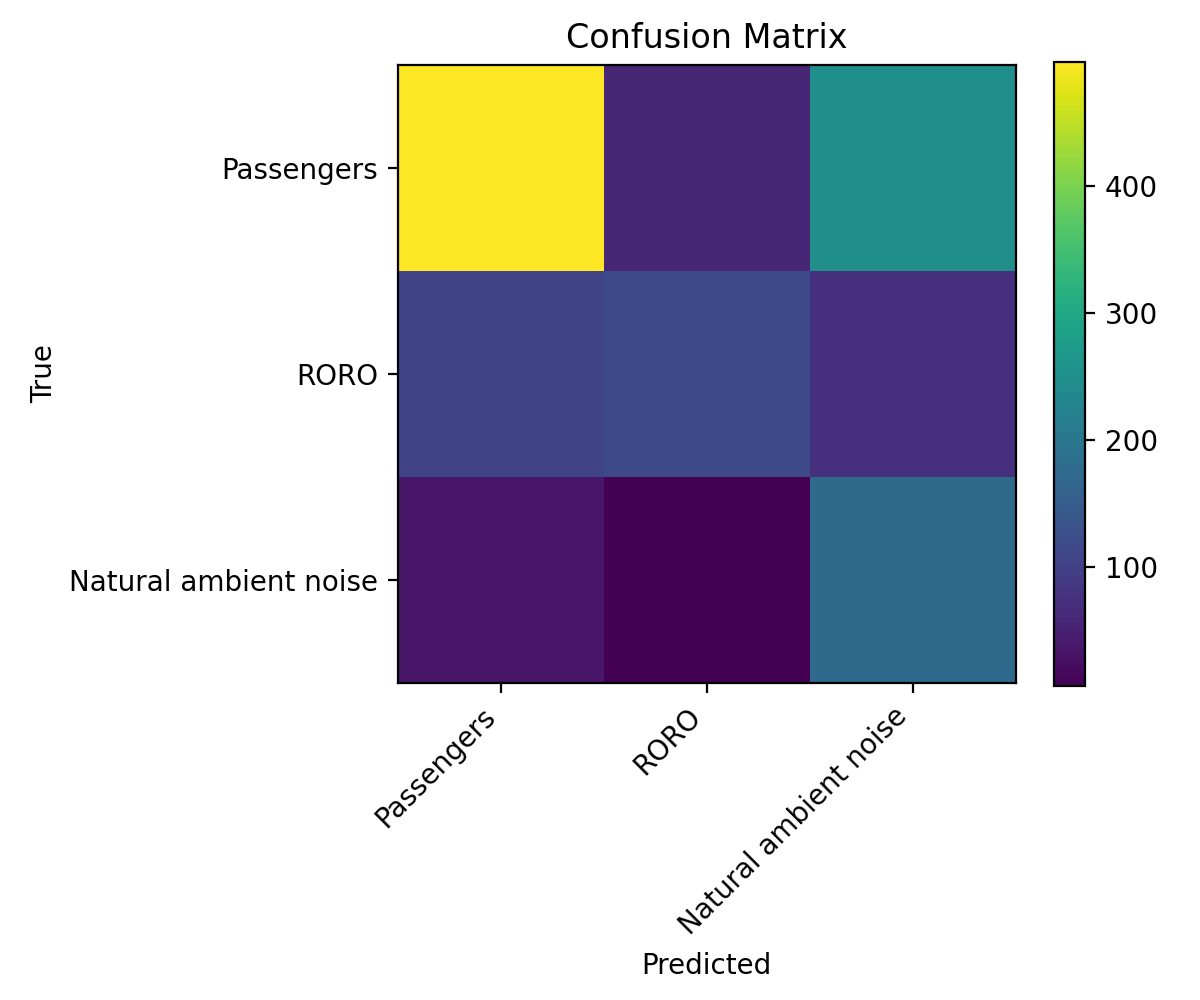 Confusion Matrix
Passengers
RORO
Natural ambient noise
True
Passengers
RORO
Natural ambient noise
Predicted
400
300
200
100